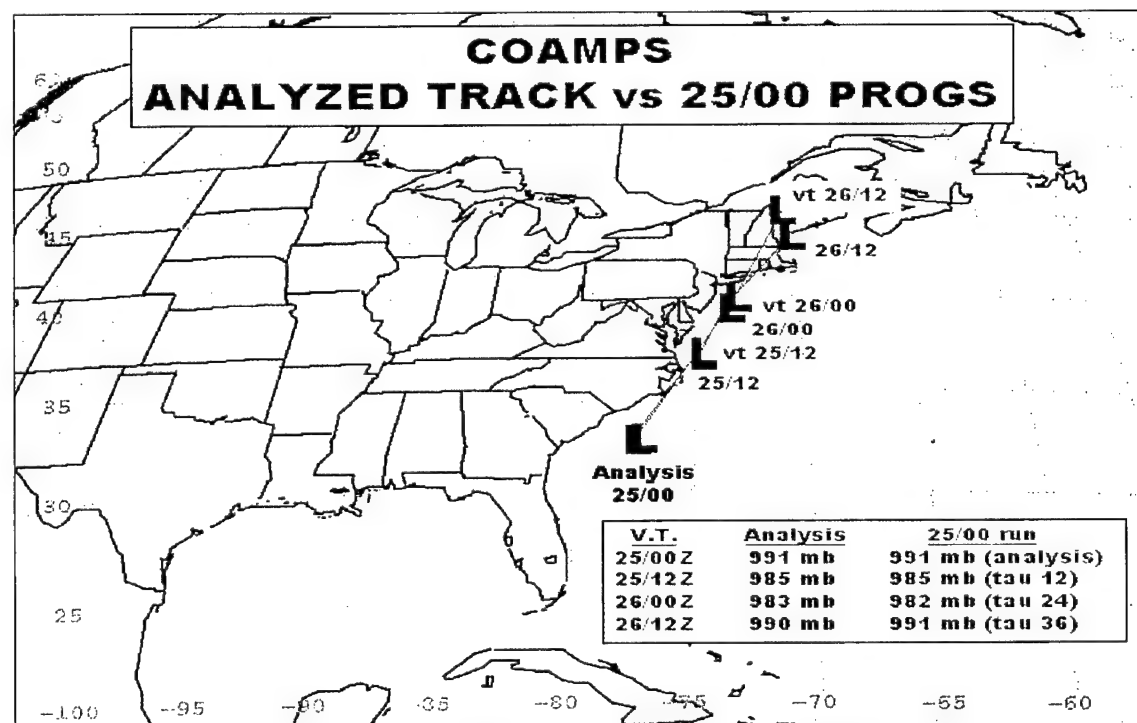 COAMPS
ANALYZED TRACK vs 25/00 PROGS
50
45
40
35
30
25
vt 26/12
26/12
vt 26/00
26/00
vt 25/12
25/12
L
L
L
L
L
L
Analysis
25/00
V.T. Analysis 25/00 run
25/00Z 991 mb 991 mb (analysis)
25/12Z 985 mb 985 mb (tau 12)
26/00Z 983 mb 982 mb (tau 24)
26/12Z 990 mb 991 mb (tau 36)
-100 -95 -90 -35 -80 -75 -70 -65 -60